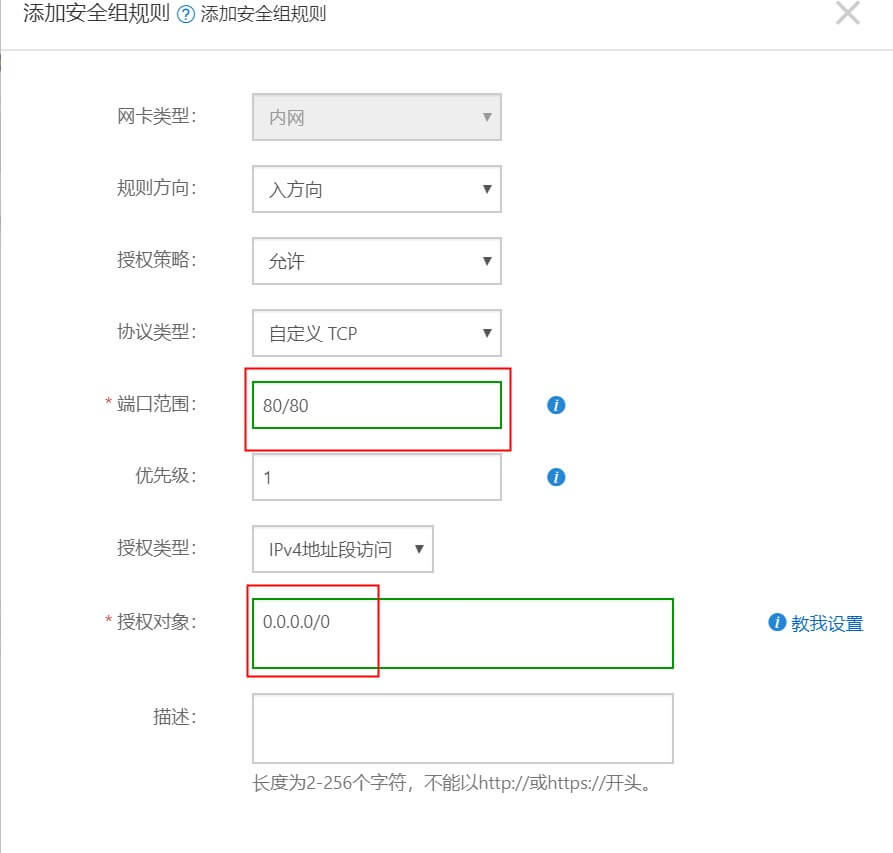 添加安全组规则 ? 添加安全组规则
网卡类型： 内网
规则方向： 入方向
授权策略： 允许
协议类型： 自定义 TCP
* 端口范围： 80/80
优先级： 1
授权类型： IPv4地址段访问
* 授权对象： 0.0.0.0/0 i 教我设置
描述：
长度为2-256个字符，不能以http://或https://开头。